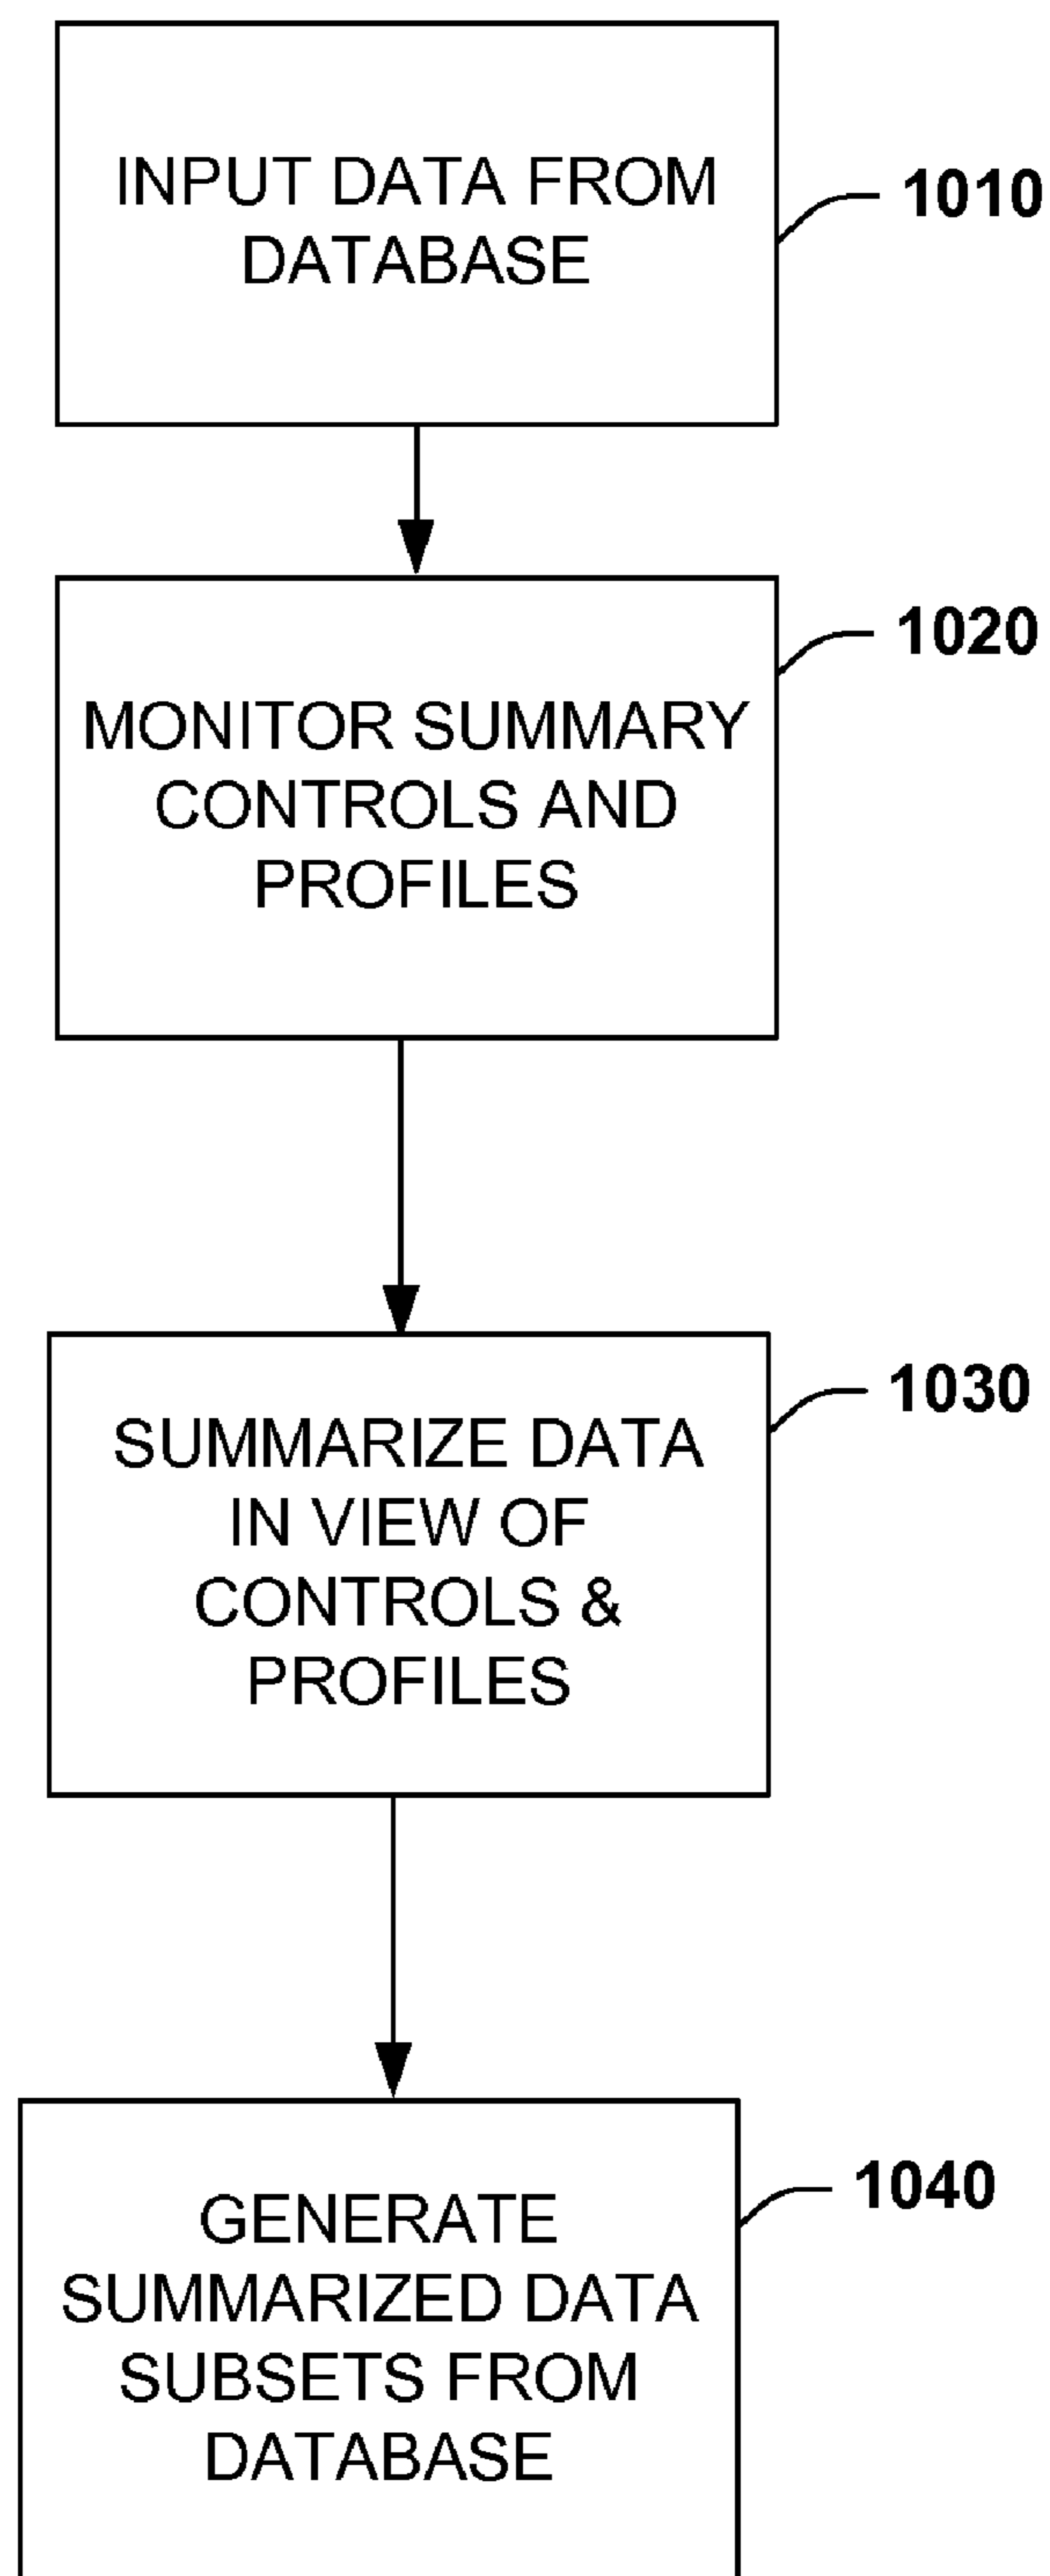 INPUT DATA FROM
DATABASE
1010
MONITOR SUMMARY
CONTROLS AND
PROFILES
1020
SUMMARIZE DATA
IN VIEW OF
CONTROLS &
PROFILES
1030
GENERATE
SUMMARIZED DATA
SUBSETS FROM
DATABASE
1040